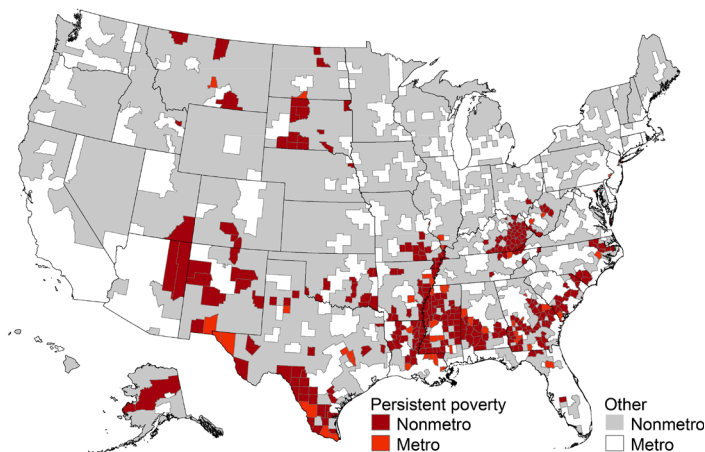 Persistent poverty
Nonmetro
Metro
Other
Nonmetro
Metro